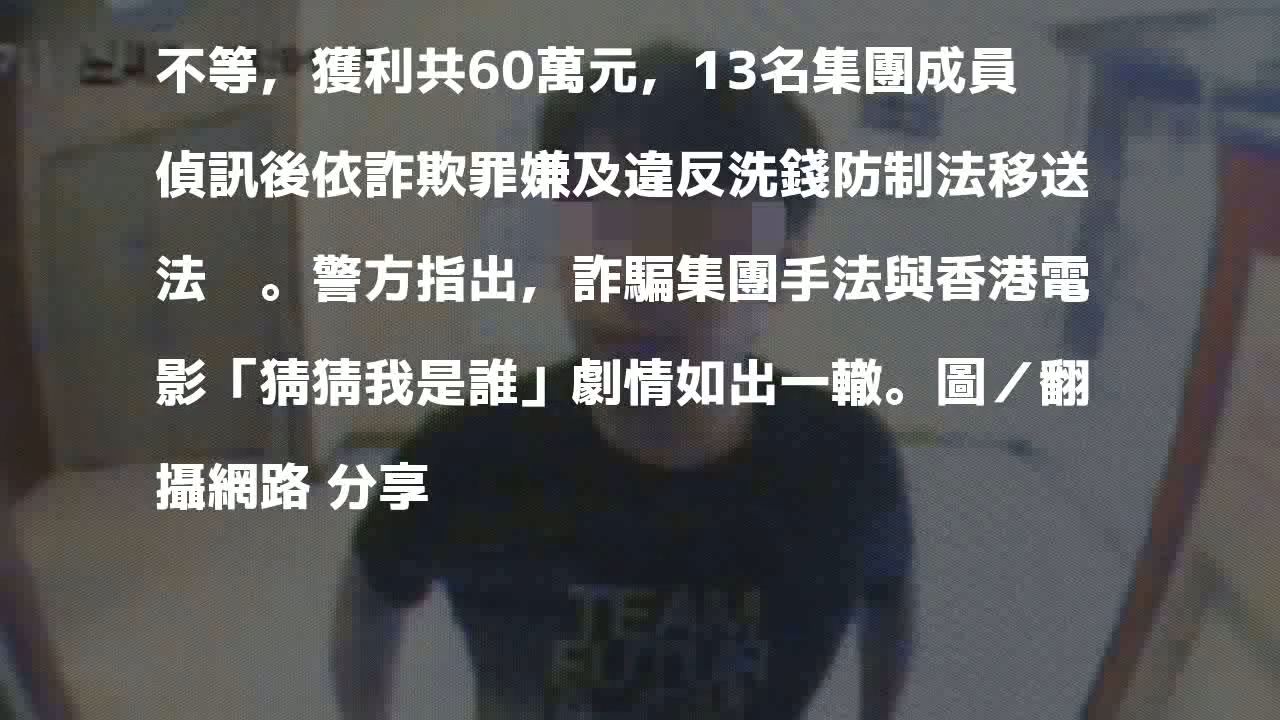 不等，獲利共60萬元，13名集團成員
偵訊後依詐欺罪嫌及違反洗錢防制法移送
法　。警方指出，詐騙集團手法與香港電
影「猜猜我是誰」劇情如出一轍。圖／翻
攝網路 分享
TEAM